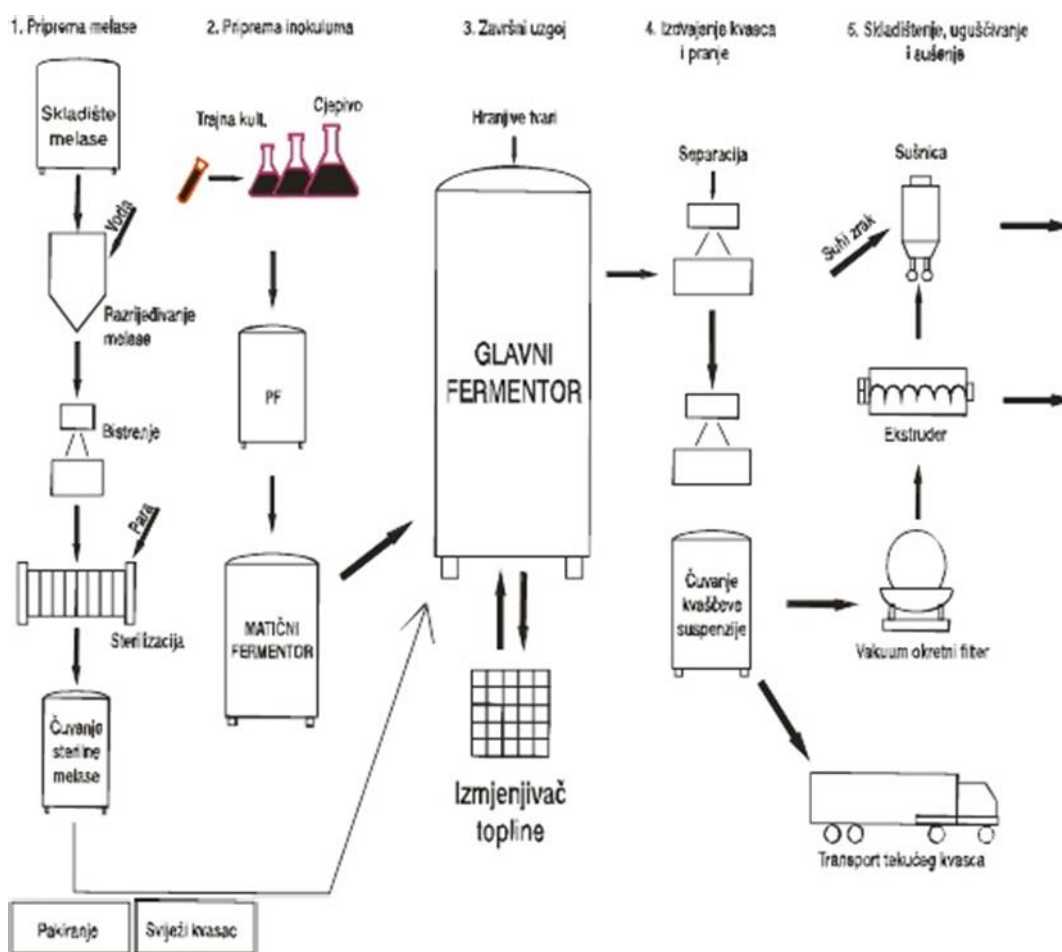 1. Priprema melase
2. Priprema inokuluma
3. Završni uzgoj
4. Izdvajanje kvasca
i pranje
5. Skladištenje, ugušćivanje
i sušenje
Skladište
melase
Voda
Razrijeđivanje
melase
Bistrenje
Para
Sterilizacija
Čuvanje
sterilne
melase
Trajna kult.
Cjepivo
PF
MATIČNI
FERMENTOR
Hranjive tvari
GLAVNI
FERMENTOR
Izmjenjivač
topline
Separacija
Čuvanje
kvaščeve
suspenzije
Sušnica
Suhi zrak
Ekstruder
Vakuum okretni filter
Transport tekućeg kvasca
Pakiranje
Sviježi kvasac